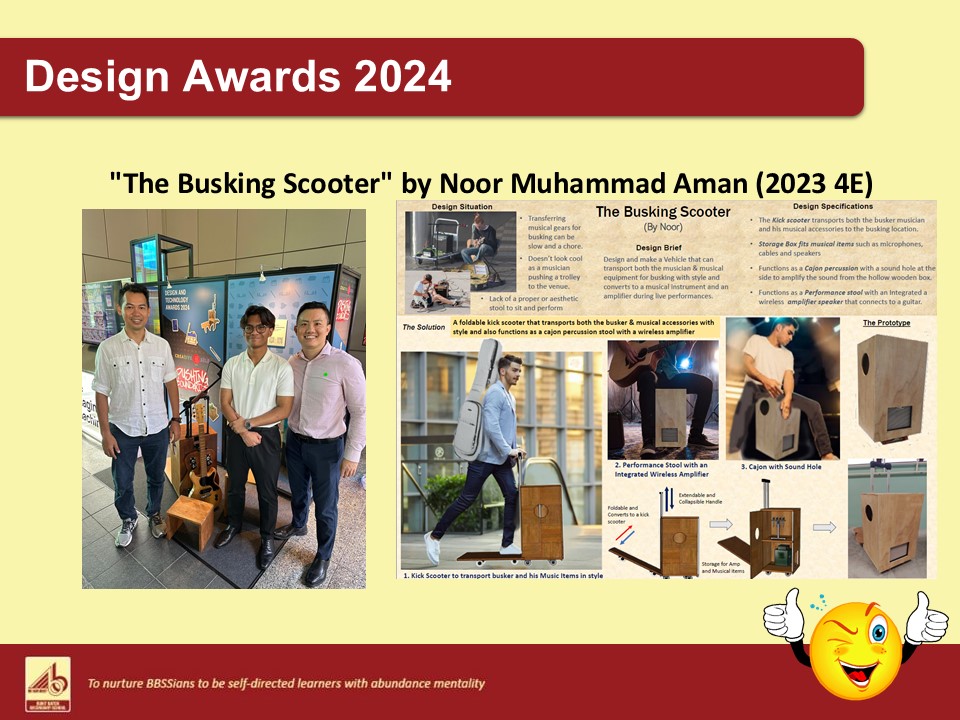 Design Awards 2024
"The Busking Scooter" by Noor Muhammad Aman (2023 4E)
DESIGN AND
TECHNOLOGY
AWARDS 2024
PUSHING
Design Situation
• Transferring
musical gears for
busking can be
slow and a chore.
• Doesn't look cool
as a musician
pushing a trolley
to the venue.
• Lack of a proper or aesthetic
stool to sit and perform
The Busking Scooter
(By Noor)
Design Brief
Design and make a Vehicle that can
transport both the musician & musical
equipment for busking with style and
converts to a musical Instrument and an
amplifier during live performances.
Design Specifications
• The Kick scooter transports both the busker musician
and his musical accessories to the busking location.
• Storage Box fits musical items such as microphones,
cables and speakers
• Functions as a Cajon percussion with a sound hole at the
side to amplify the sound from the hollow wooden box.
• Functions as a Performance stool with an Integrated a
wireless amplifier speaker that connects to a guitar.
The Solution
A foldable kick scooter that transports both the busker & musical accessories with
style and also functions as a cajon percussion stool with a wireless amplifier
The Prototype
1. Kick Scooter to transport busker and his Music Items in style
2. Performance Stool with an
Integrated Wireless Amplifier
3. Cajon with Sound Hole
Foldable and
Converts to a kick
scooter
Extendable and
Collapsible Handle
Storage for Amp
and Musical items
To nurture BBSSians to be self-directed learners with abundance mentality